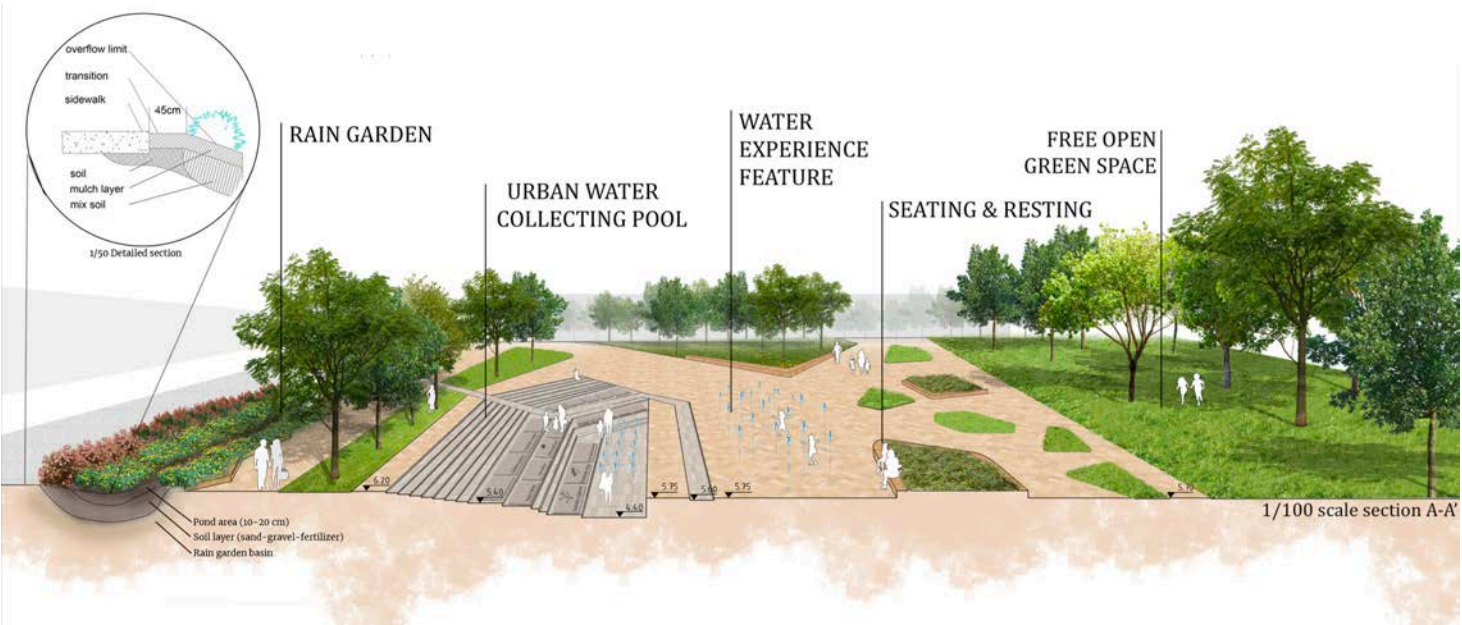 overflow limit
transition
sidewalk
45cm
soil
mulch layer
mix soil
1/50 Detailed section
RAIN GARDEN
URBAN WATER
COLLECTING POOL
WATER
EXPERIENCE
FEATURE
SEATING & RESTING
FREE OPEN
GREEN SPACE
6.20
5.40
4.40
5.75
5.60
5.75
Pond area (10-20 cm)
Soil layer (sand-gravel-fertilizer)
Rain garden basin
1/100 scale section A-A'